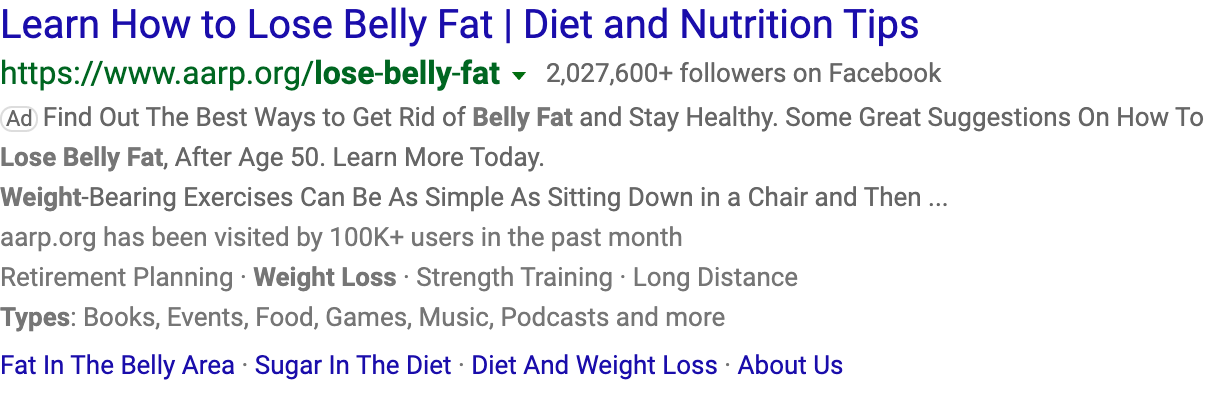 Learn How to Lose Belly Fat | Diet and Nutrition Tips
https://www.aarp.org/lose-belly-fat ▼ 2,027,600+ followers on Facebook
Ad Find Out The Best Ways to Get Rid of Belly Fat and Stay Healthy. Some Great Suggestions On How To
Lose Belly Fat, After Age 50. Learn More Today.
Weight-Bearing Exercises Can Be As Simple As Sitting Down in a Chair and Then ...
aarp.org has been visited by 100K+ users in the past month
Retirement Planning · Weight Loss · Strength Training · Long Distance
Types: Books, Events, Food, Games, Music, Podcasts and more
Fat In The Belly Area · Sugar In The Diet · Diet And Weight Loss · About Us